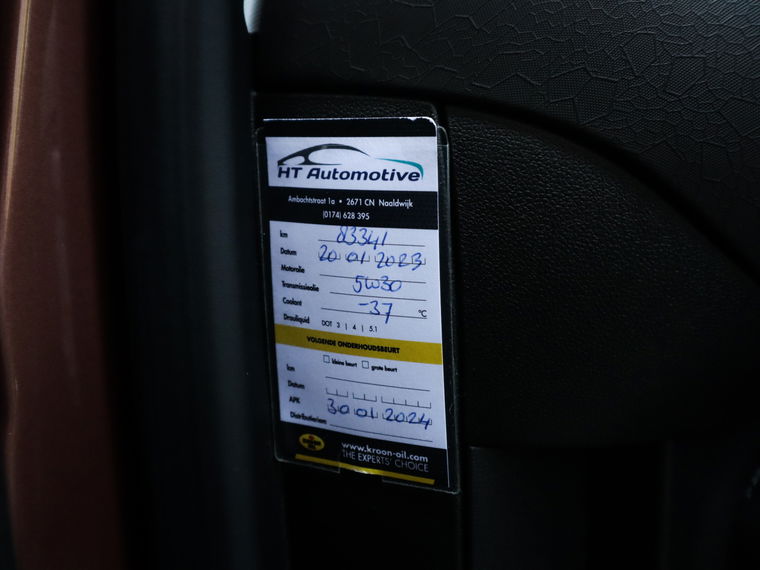 HT Automotive
Ambachtstraat 1a • 2671 CN Naaldwijk
(0174) 628 395
km 83341
Datum 20 01 2023
Motorolie
Transmissieolie 5W30
Coolant -37 °C
Drauliquid DOT 3 | 4 | 5.1
VOLGENDE ONDERHOUDSBEURT
☐ kleine beurt ☐ grote beurt
km
Datum
APK 30 01 2024
Distributieriem
www.kroon-oil.com
THE EXPERTS' CHOICE